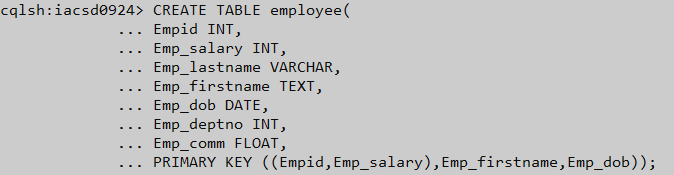 cqlsh:iacsd0924> CREATE TABLE employee(
... Empid INT,
... Emp_salary INT,
... Emp_lastname VARCHAR,
... Emp_firstname TEXT,
... Emp_dob DATE,
... Emp_deptno INT,
... Emp_comm FLOAT,
... PRIMARY KEY ((Empid,Emp_salary),Emp_firstname,Emp_dob));